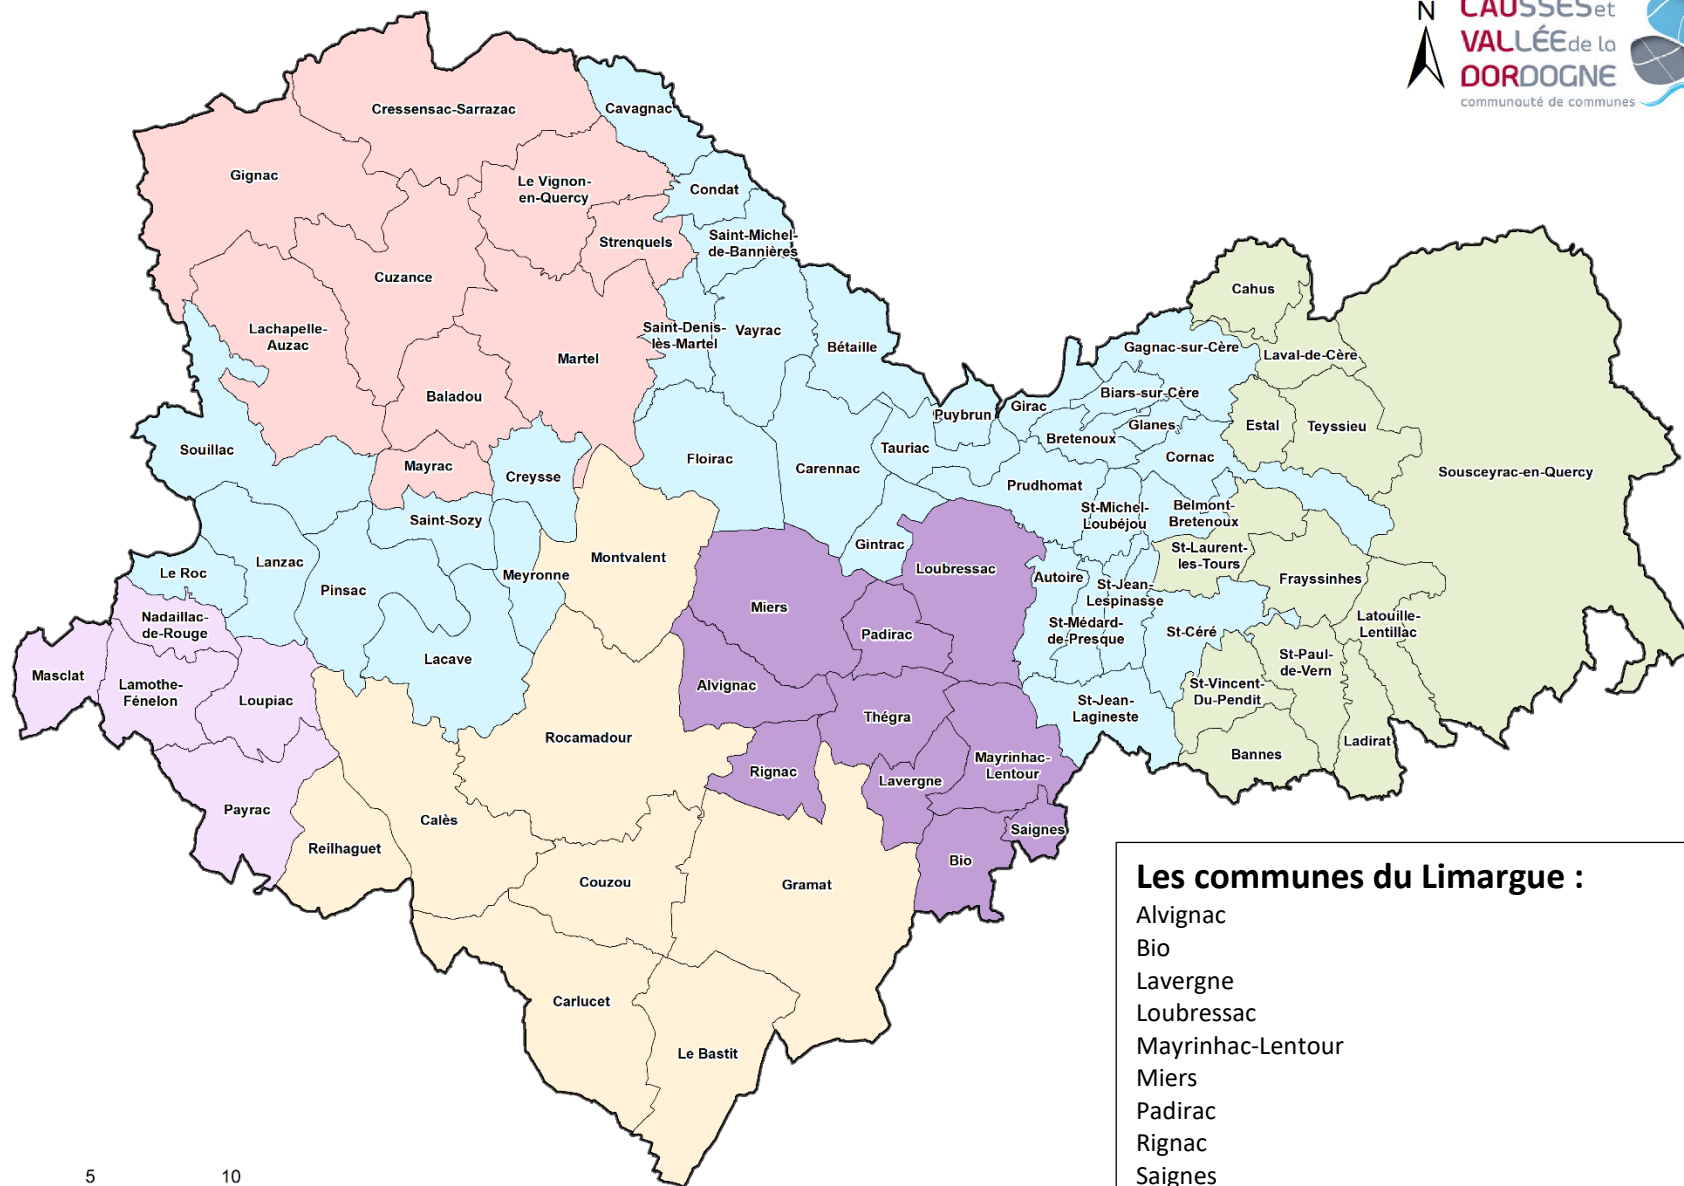 N
CAUSSES et
VALLÉE de la
DORDOGNE
communauté de communes
Cressensac-Sarrazac
Cavagnac
Gignac
Le Vignon-
en-Quercy
Condat
Strenquels
Saint-Michel-
de-Bannières
Cuzance
Cahus
Lachapelle-
Auzac
Saint-Denis-
lès-Martel
Vayrac
Bétaille
Gagnac-sur-Cère
Laval-de-Cère
Martel
Baladou
Biars-sur-Cère
Puybrun
Girac
Estal
Teyssieu
Bretenoux
Glanes
Souillac
Tauriac
Mayrac
Creysse
Floirac
Carennac
Cornac
Sousceyrac-en-Quercy
Prudhomat
Saint-Sozy
St-Michel-
Loubéjou
Belmont-
Bretenoux
Gintrac
Montvalent
Lanzac
Le Roc
Meyronne
Pinsac
Loubressac
St-Laurent-
les-Tours
Autoire
Frayssinhes
St-Jean-
Lespinasse
Miers
Nadaillac-
de-Rouge
Padirac
St-Médard-
de-Presque
St-Céré
Latouille-
Lentillac
Lacave
Masclat
Lamothe-
Fénelon
Loupiac
Alvignac
St-Paul-
de-Vern
St-Vincent-
Du-Pendit
Thégra
St-Jean-
Lagineste
Rocamadour
Ladirat
Bannes
Rignac
Mayrinhac-
Lentour
Lavergne
Payrac
Calès
Reilhaguet
Saignes
Bio
Couzou
Gramat
Carlucet
Le Bastit
Les communes du Limargue :
Alvignac
Bio
Lavergne
Loubressac
Mayrinhac-Lentour
Miers
Padirac
Rignac
Saignes
5 10